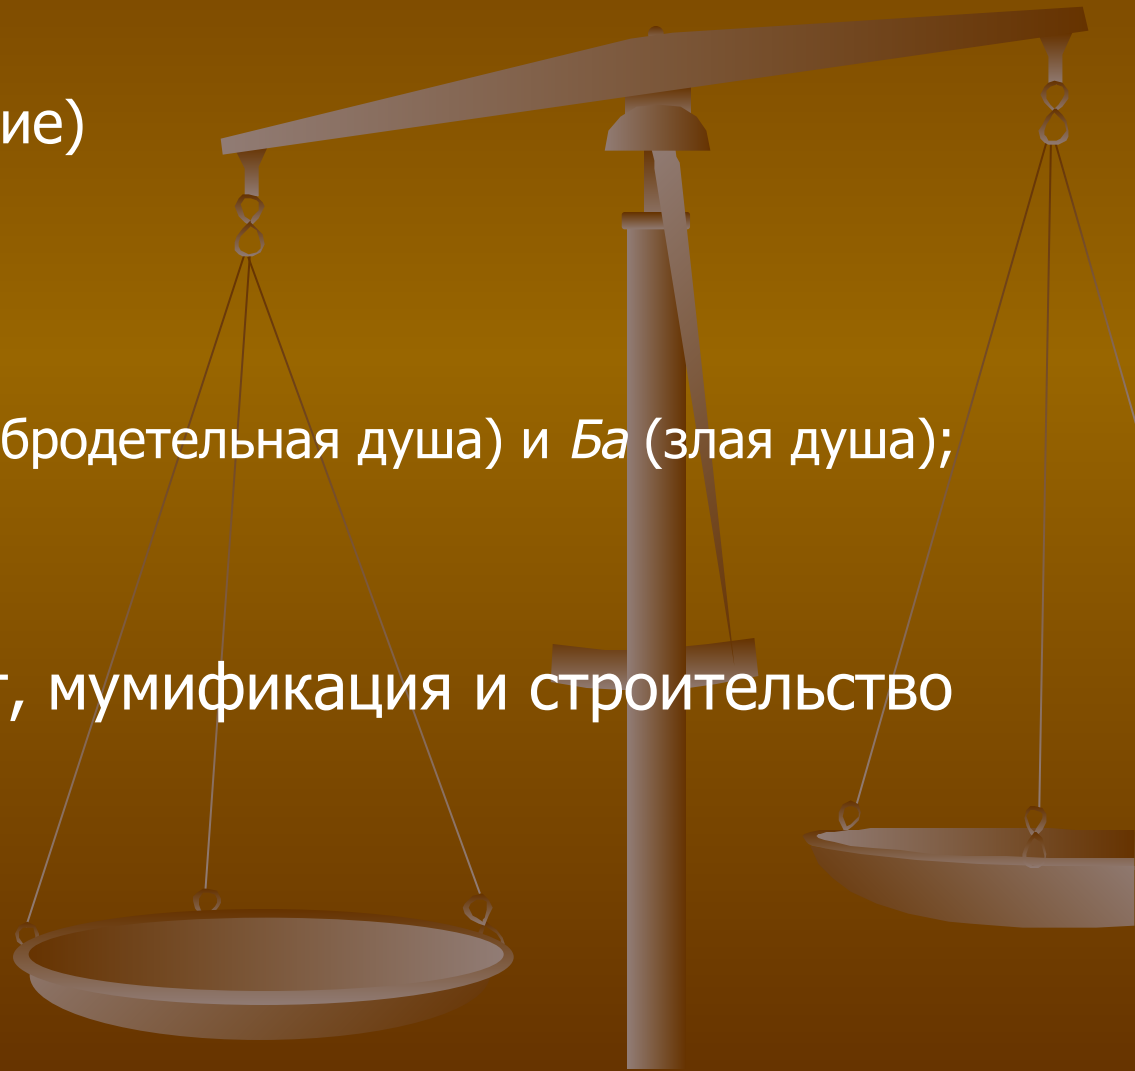 ие)
бродетельная душа) и Ба (злая душа);
, мумификация и строительство